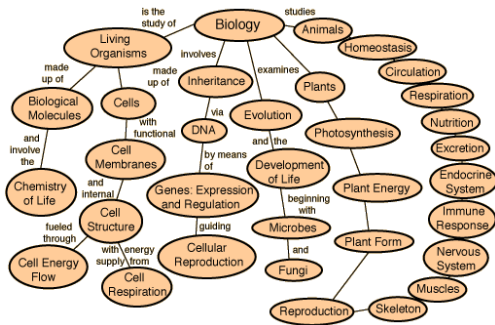 is the study of
Biology
studies
Animals
Living
Organisms
involves
made
up of
made
up of
Inheritance
examines
Plants
Homeostasis
Circulation
Biological
Molecules
Cells
via
Evolution
Respiration
and
involve
the
with
functional
DNA
and the
Photosynthesis
Nutrition
Cell
Membranes
by means
of
Development
of Life
Excretion
Chemistry
of Life
and
internal
Genes: Expression
and Regulation
beginning
with
Plant Energy
Endocrine
System
Cell
Structure
guiding
Microbes
Immune
Response
fueled
through
with energy
supply from
Cellular
Reproduction
and
Plant Form
Nervous
System
Cell Energy
Flow
Cell
Respiration
Fungi
Muscles
Reproduction
Skeleton